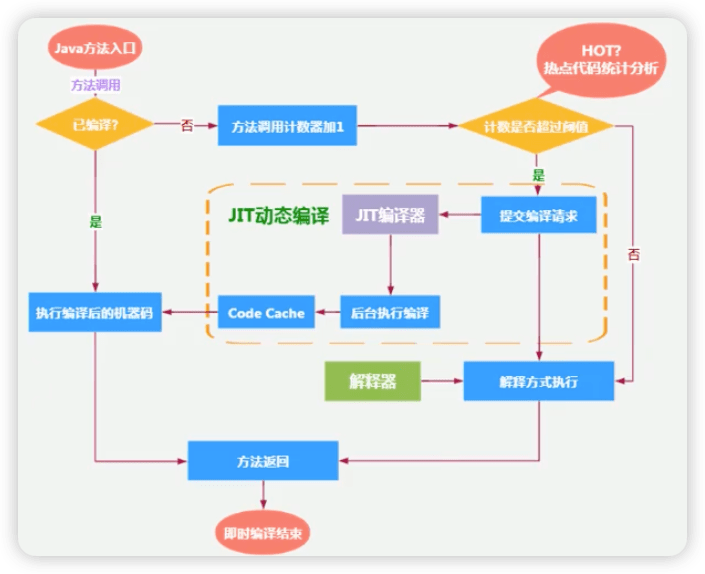 Java方法入口
HOT?
热点代码统计分析
方法调用
已编译?
否
方法调用计数器加1
计数是否超过阈值
是
是
JIT动态编译
JIT编译器
提交编译请求
否
执行编译后的机器码
Code Cache
后台执行编译
解释器
解释方式执行
方法返回
即时编译结束